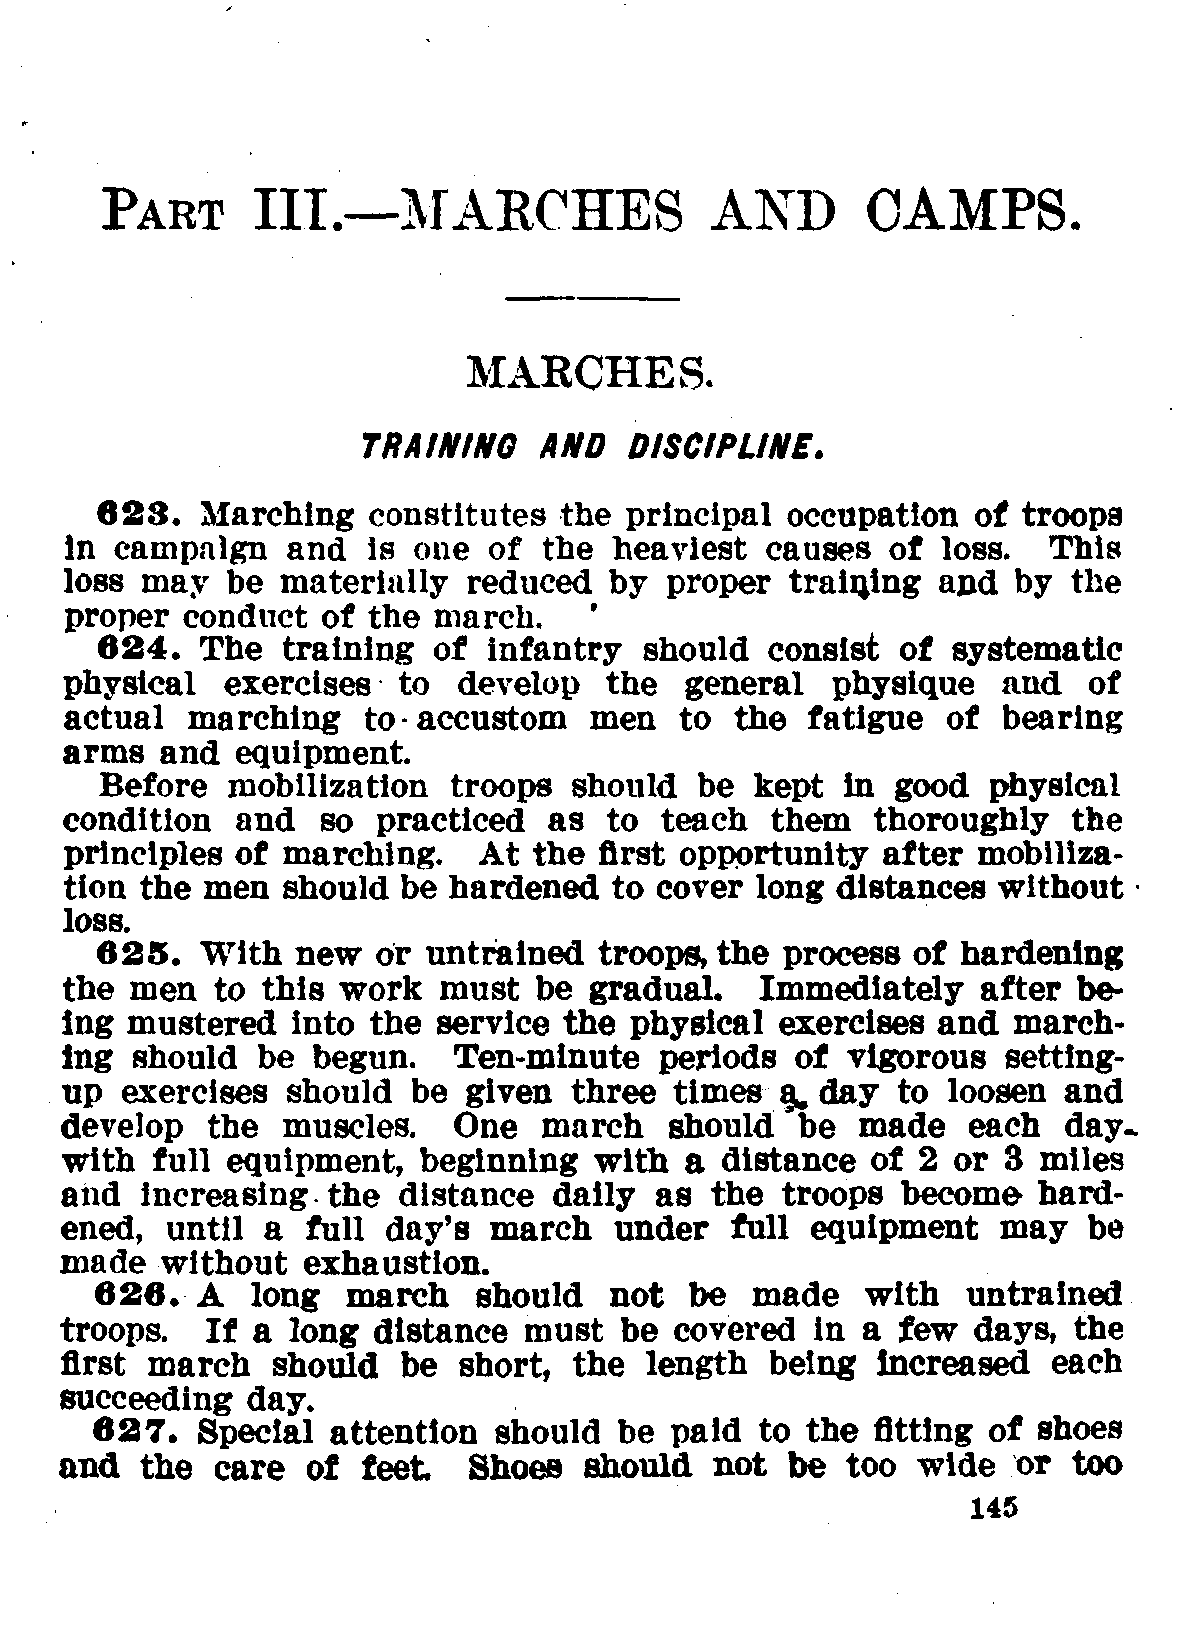 PART III.—MARCHES AND CAMPS.
MARCHES.
TRAINING AND DISCIPLINE.
623. Marching constitutes the principal occupation of troops
in campaign and is one of the heaviest causes of loss. This
loss may be materially reduced by proper training and by the
proper conduct of the march.
624. The training of infantry should consist of systematic
physical exercises to develop the general physique and of
actual marching to accustom men to the fatigue of bearing
arms and equipment.
Before mobilization troops should be kept in good physical
condition and so practiced as to teach them thoroughly the
principles of marching. At the first opportunity after mobiliza-
tion the men should be hardened to cover long distances without
loss.
625. With new or untrained troops, the process of hardening
the men to this work must be gradual. Immediately after be-
ing mustered into the service the physical exercises and march-
ing should be begun. Ten-minute periods of vigorous setting-
up exercises should be given three times a day to loosen and
develop the muscles. One march should be made each day
with full equipment, beginning with a distance of 2 or 3 miles
and increasing the distance daily as the troops become hard-
ened, until a full day's march under full equipment may be
made without exhaustion.
626. A long march should not be made with untrained
troops. If a long distance must be covered in a few days, the
first march should be short, the length being increased each
succeeding day.
627. Special attention should be paid to the fitting of shoes
and the care of feet. Shoes should not be too wide or too
145